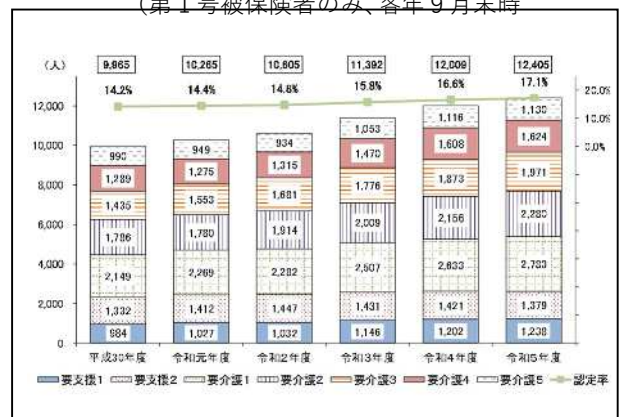 （第１号被保険者のみ、各年９月末時
（人） 9,965 10,265 10,605 11,392 12,009 12,405
14.2% 14.4% 14.8% 15.8% 16.6% 17.1%
20.0%
10.0%
0.0%
12,000
10,000
8,000
6,000
4,000
2,000
0
990 949 934 1,053 1,116 1,130
1,289 1,275 1,315 1,470 1,608 1,624
1,435 1,553 1,681 1,776 1,873 1,971
1,786 1,780 1,914 2,009 2,156 2,280
2,149 2,269 2,282 2,507 2,633 2,783
1,332 1,412 1,447 1,431 1,421 1,379
984 1,027 1,032 1,146 1,202 1,238
平成30年度 令和元年度 令和2年度 令和3年度 令和4年度 令和5年度
要支援1 要支援2 要介護1 要介護2 要介護3 要介護4 要介護5 認定率